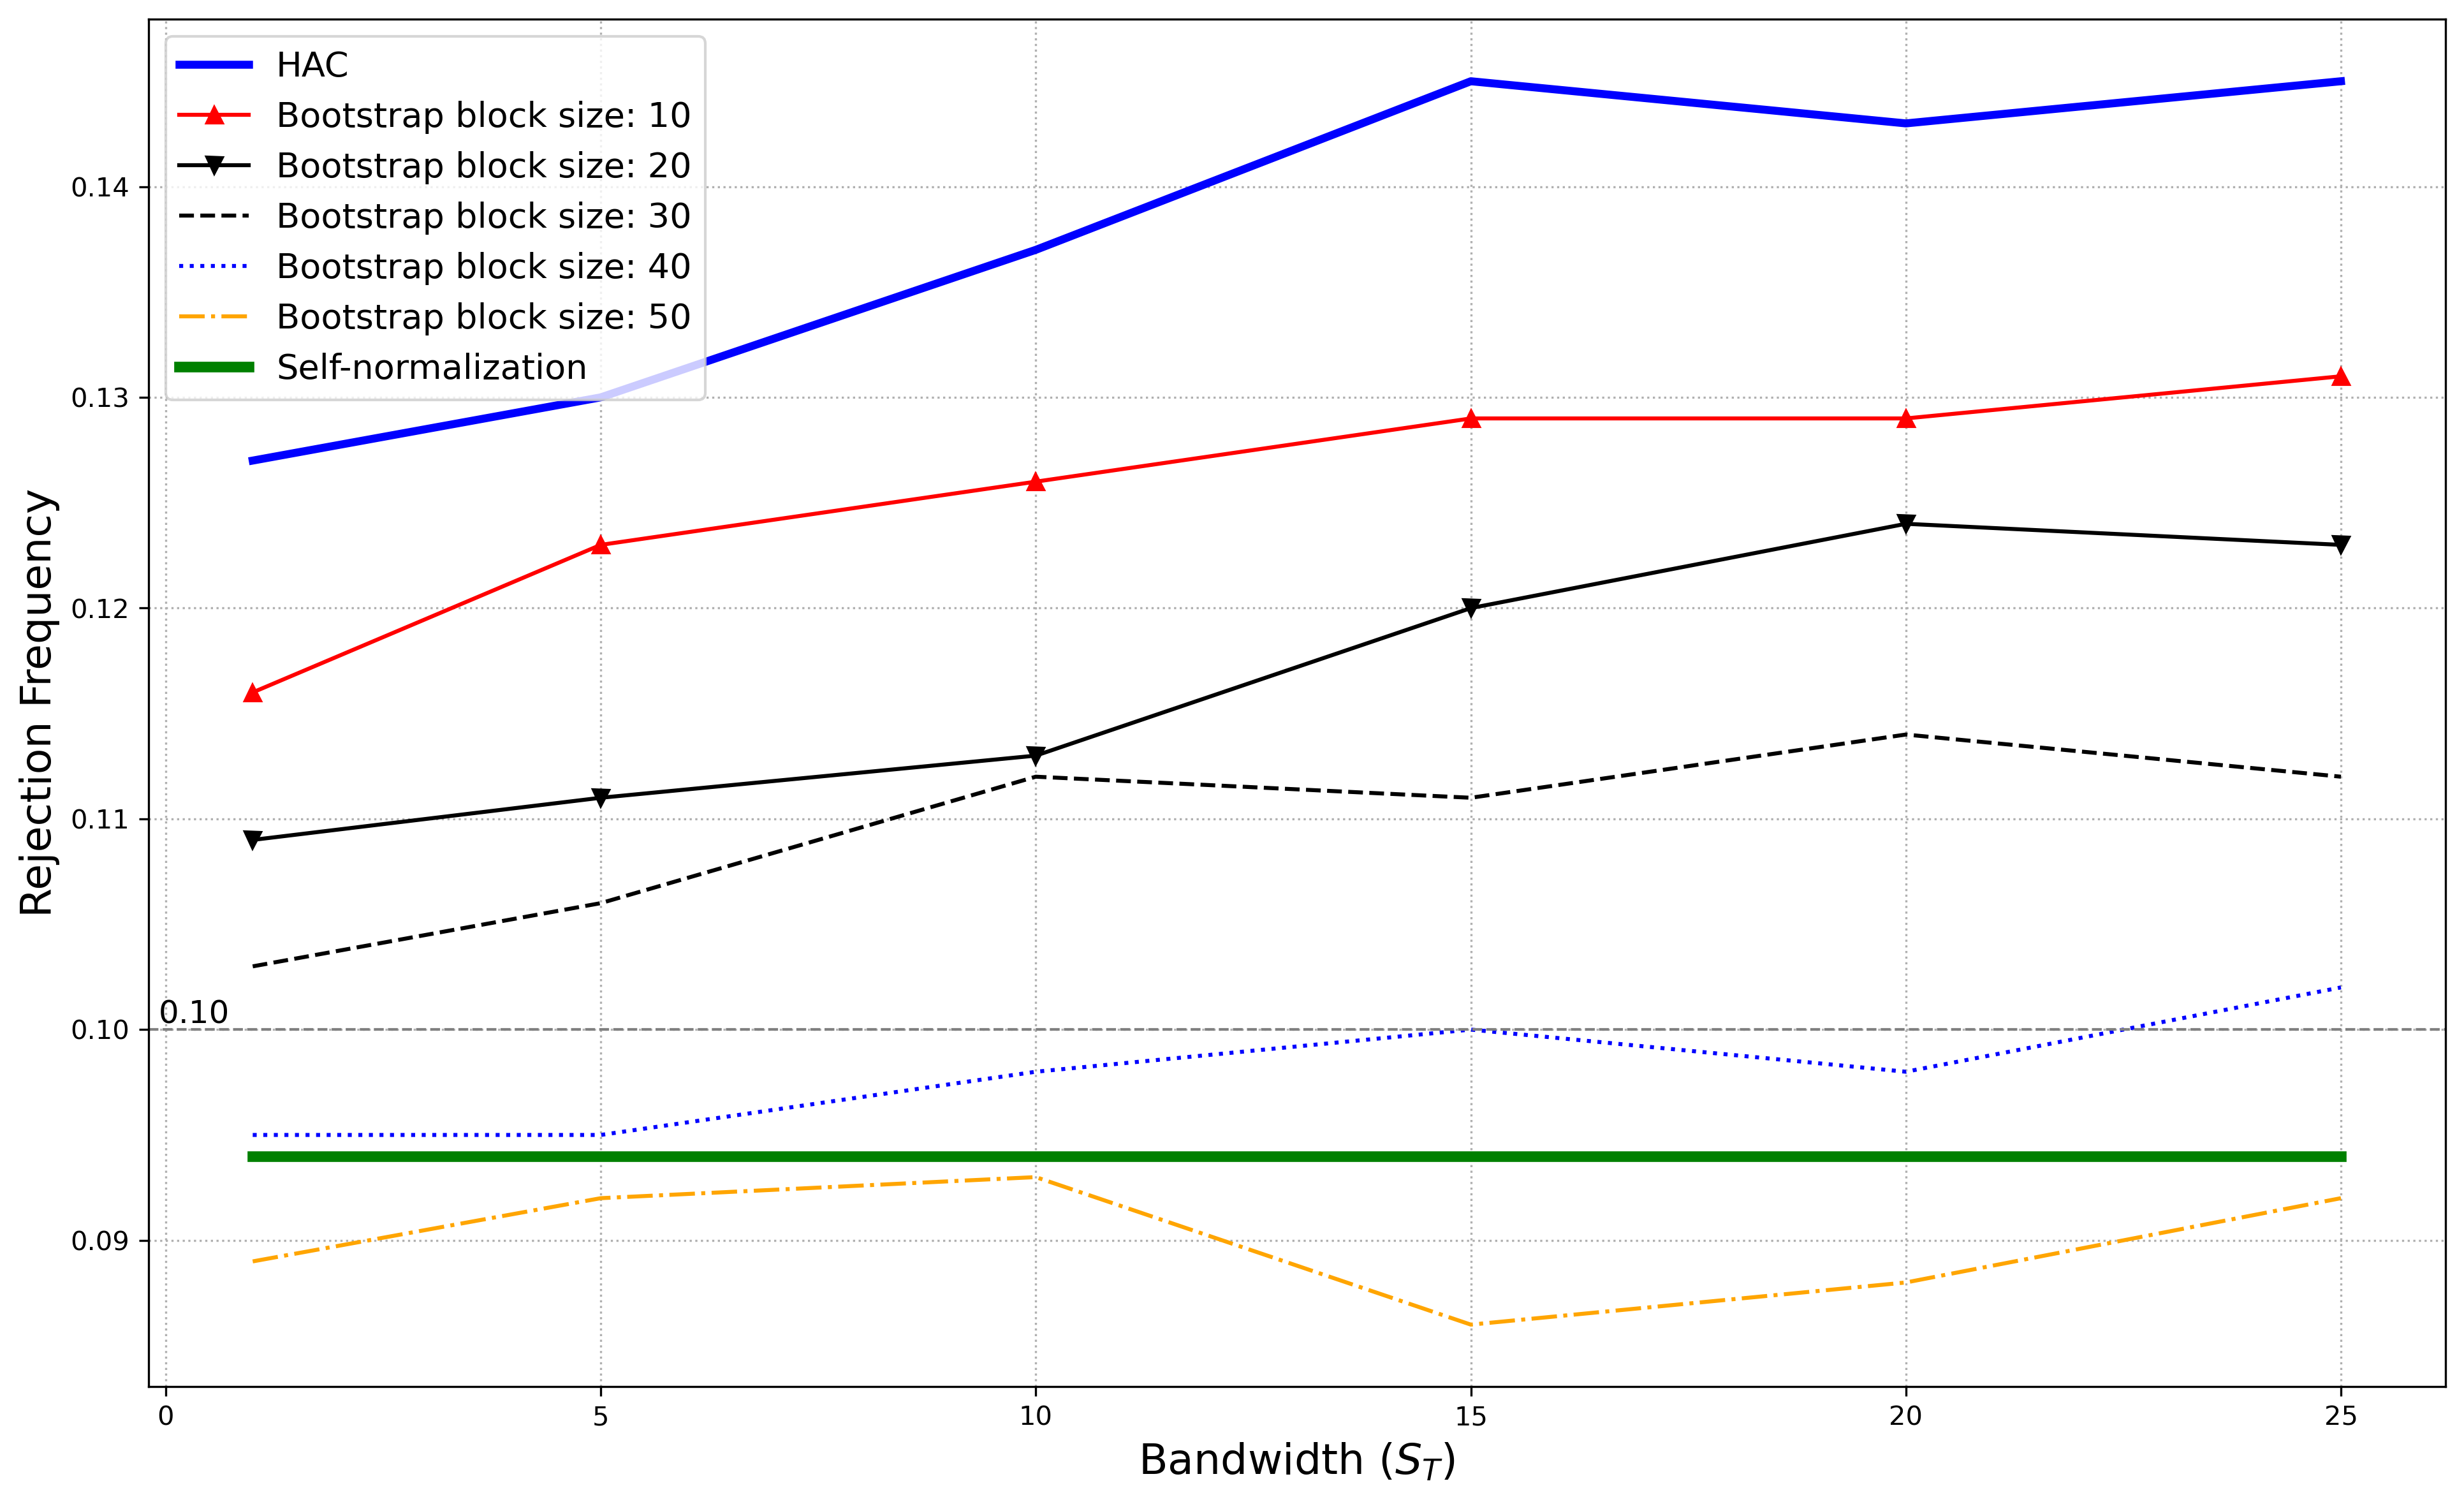 HAC
Bootstrap block size: 10
Bootstrap block size: 20
Bootstrap block size: 30
Bootstrap block size: 40
Bootstrap block size: 50
Self-normalization
Rejection Frequency
0.14
0.13
0.12
0.11
0.10
0.10
0.09
0 5 10 15 20 25
Bandwidth (S_T)